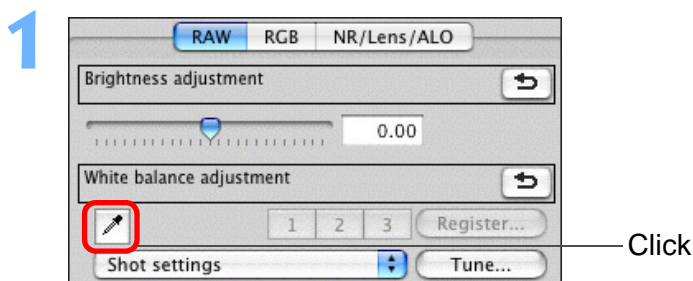 1
RAW RGB NR/Lens/ALO
Brightness adjustment
0.00
White balance adjustment
1 2 3 Register...
Click
Shot settings Tune...